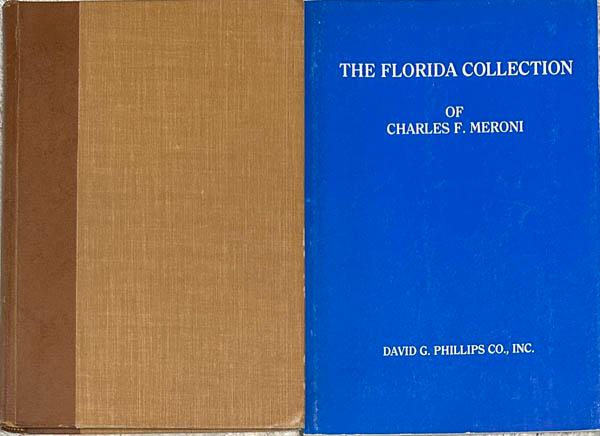 THE FLORIDA COLLECTION
OF
CHARLES F. MERONI
DAVID G. PHILLIPS CO., INC.